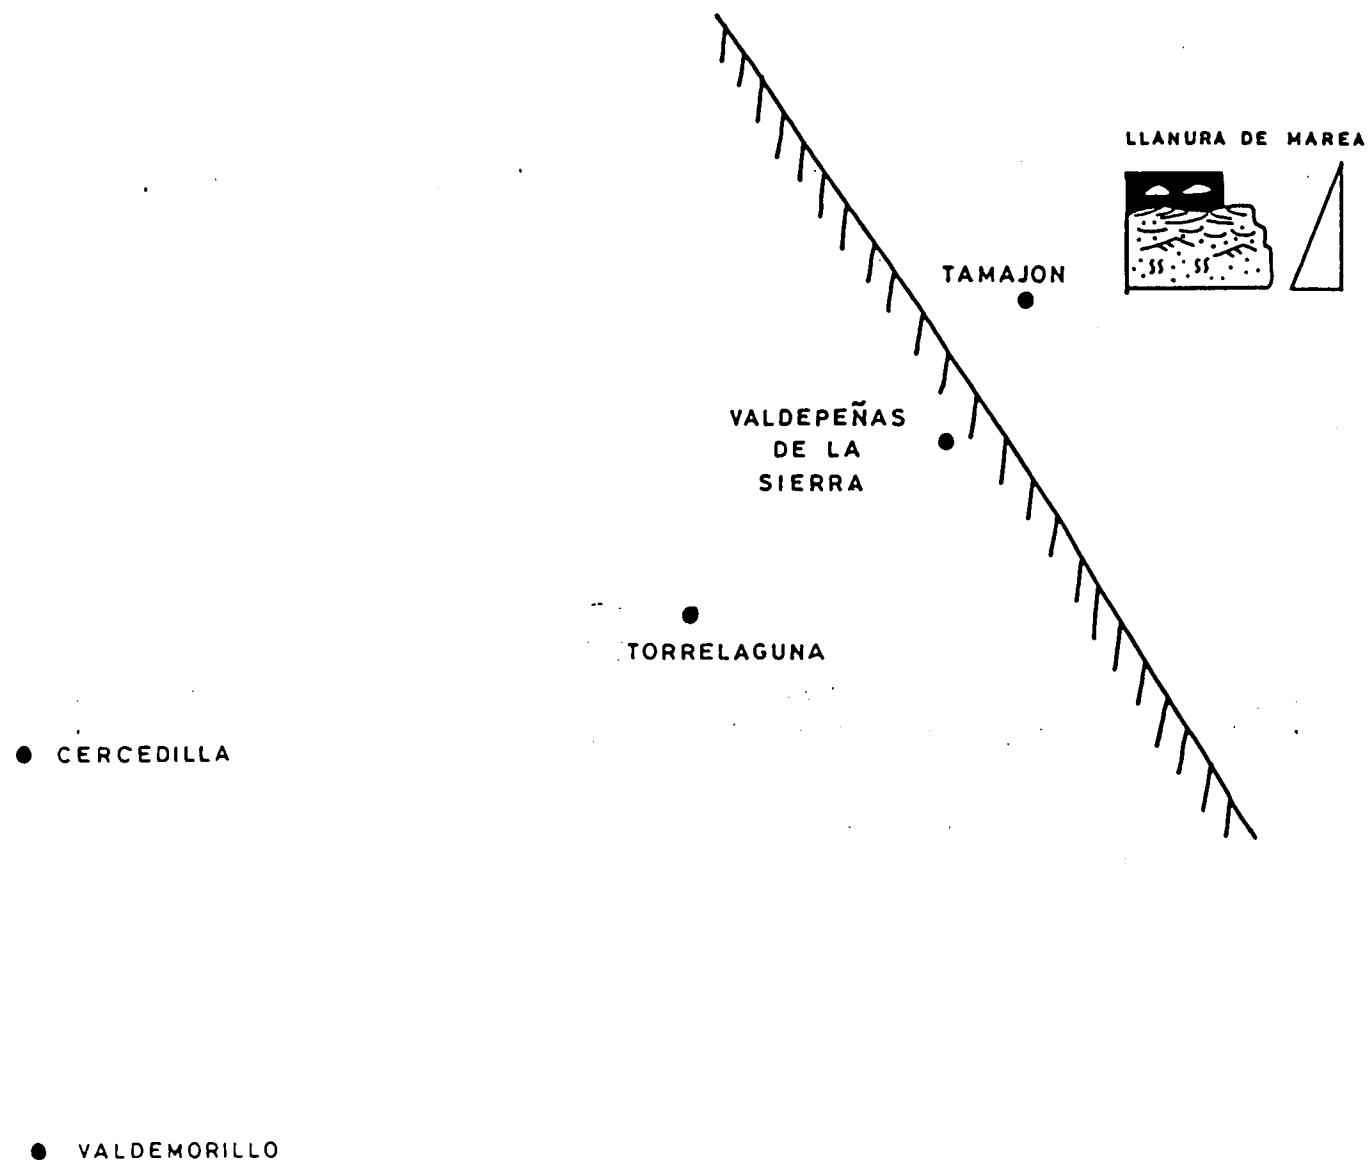 LLANURA DE MAREA
TAMAJON
VALDEPEÑAS
DE LA
SIERRA
TORRELAGUNA
CERCEDILLA
VALDEMORILLO